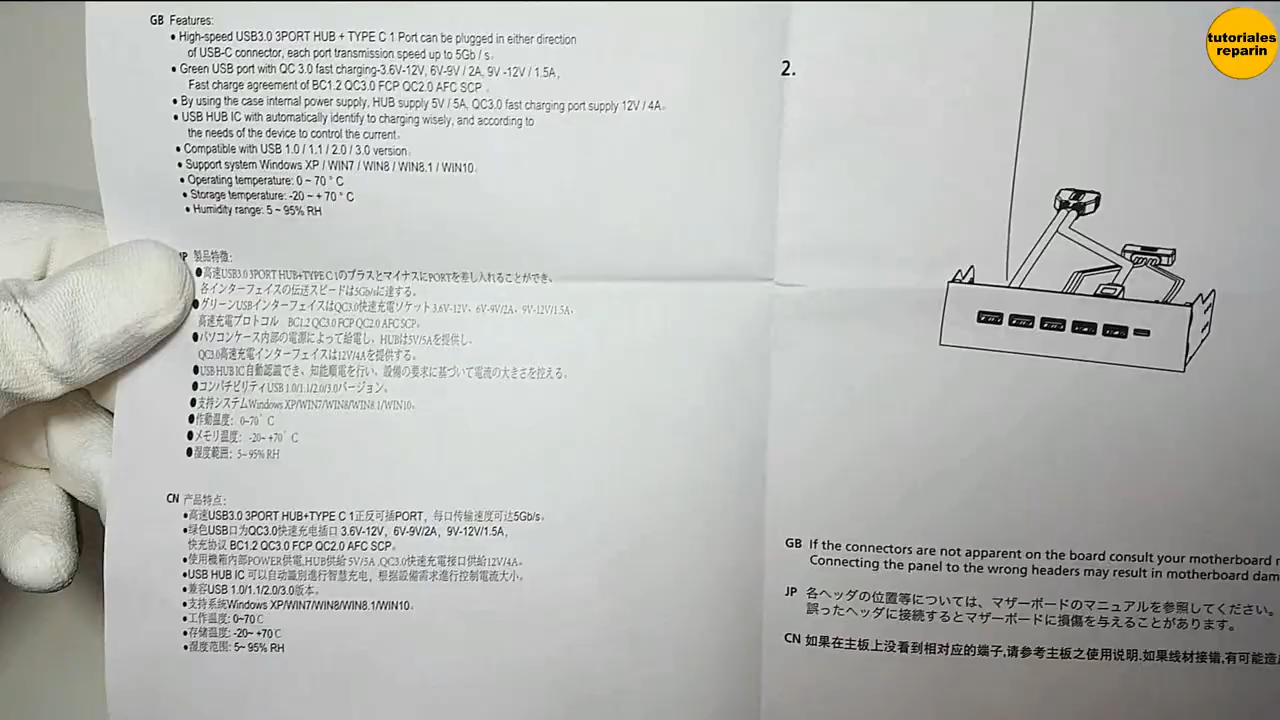 GB Features:
• High-speed USB3.0 3PORT HUB + TYPE C 1 Port can be plugged in either direction
of USB-C connector, each port transmission speed up to 5Gb / s。
• Green USB port with QC 3.0 fast charging-3.6V-12V, 6V-9V / 2A, 9V -12V / 1.5A,
Fast charge agreement of BC1.2 QC3.0 FCP QC2.0 AFC SCP 。
• By using the case internal power supply, HUB supply 5V / 5A, QC3.0 fast charging port supply 12V / 4A。
• USB HUB IC with automatically identify to charging wisely, and according to
the needs of the device to control the current。
• Compatible with USB 1.0 / 1.1 / 2.0 / 3.0 version。
• Support system Windows XP / WIN7 / WIN8 / WIN8.1 / WIN10。
• Operating temperature: 0 ~ 70 ° C
• Storage temperature: -20 ~ + 70 ° C
• Humidity range: 5 ~ 95% RH
JP 製品特徴:
●高速USB3.0 3PORT HUB+TYPE C 1のプラスとマイナスにPORTを差し入れることができ、
各インターフェイスの伝送スピードは5Gb/sに達する。
●グリーンUSBインターフェイスはQC3.0快速充電ソケット 3.6V-12V、6V-9V/2A、9V-12V/1.5A、
高速充電プロトコル BC1.2 QC3.0 FCP QC2.0 AFC SCP。
●パソコンケース内部の電源によって給電し、HUBは5V/5Aを提供し、
QC3.0高速充電インターフェイスは12V/4Aを提供する。
●USB HUB IC自動認識でき、知能順電を行い、設備の要求に基づいて電流の大きさを控える。
●コンパチビリティUSB 1.0/1.1/2.0/3.0バージョン。
●支持システムWindows XP/WIN7/WIN8/WIN8.1/WIN10。
●作動温度: 0~70°C
●メモリ温度: -20~ +70°C
●湿度範囲: 5~ 95% RH
CN 产品特点:
●高速USB3.0 3PORT HUB+TYPE C 1正反可插PORT，每口传输速度可达5Gb/s。
●绿色USB口为QC3.0快速充电插口 3.6V-12V，6V-9V/2A，9V-12V/1.5A，
快充协议 BC1.2 QC3.0 FCP QC2.0 AFC SCP。
●使用機箱内部POWER供電,HUB供給 5V/5A ,QC3.0快速充電接口供給12V/4A。
●USB HUB IC 可以自动識別進行智慧充电，根据設備需求進行控制電流大小。
●兼容USB 1.0/1.1/2.0/3.0版本。
●支持系统Windows XP/WIN7/WIN8/WIN8.1/WIN10。
●工作温度: 0~70°C
●存储温度: -20~ +70°C
●湿度范围: 5~ 95% RH
tutoriales
reparin
2.
GB If the connectors are not apparent on the board consult your motherboard
Connecting the panel to the wrong headers may result in motherboard dam
JP 各ヘッダの位置等については、マザーボードのマニュアルを参照してください。
誤ったヘッダに接続するとマザーボードに損傷を与えることがあります。
CN 如果在主板上没看到相对应的端子,请参考主板之使用说明.如果线材接错,有可能造